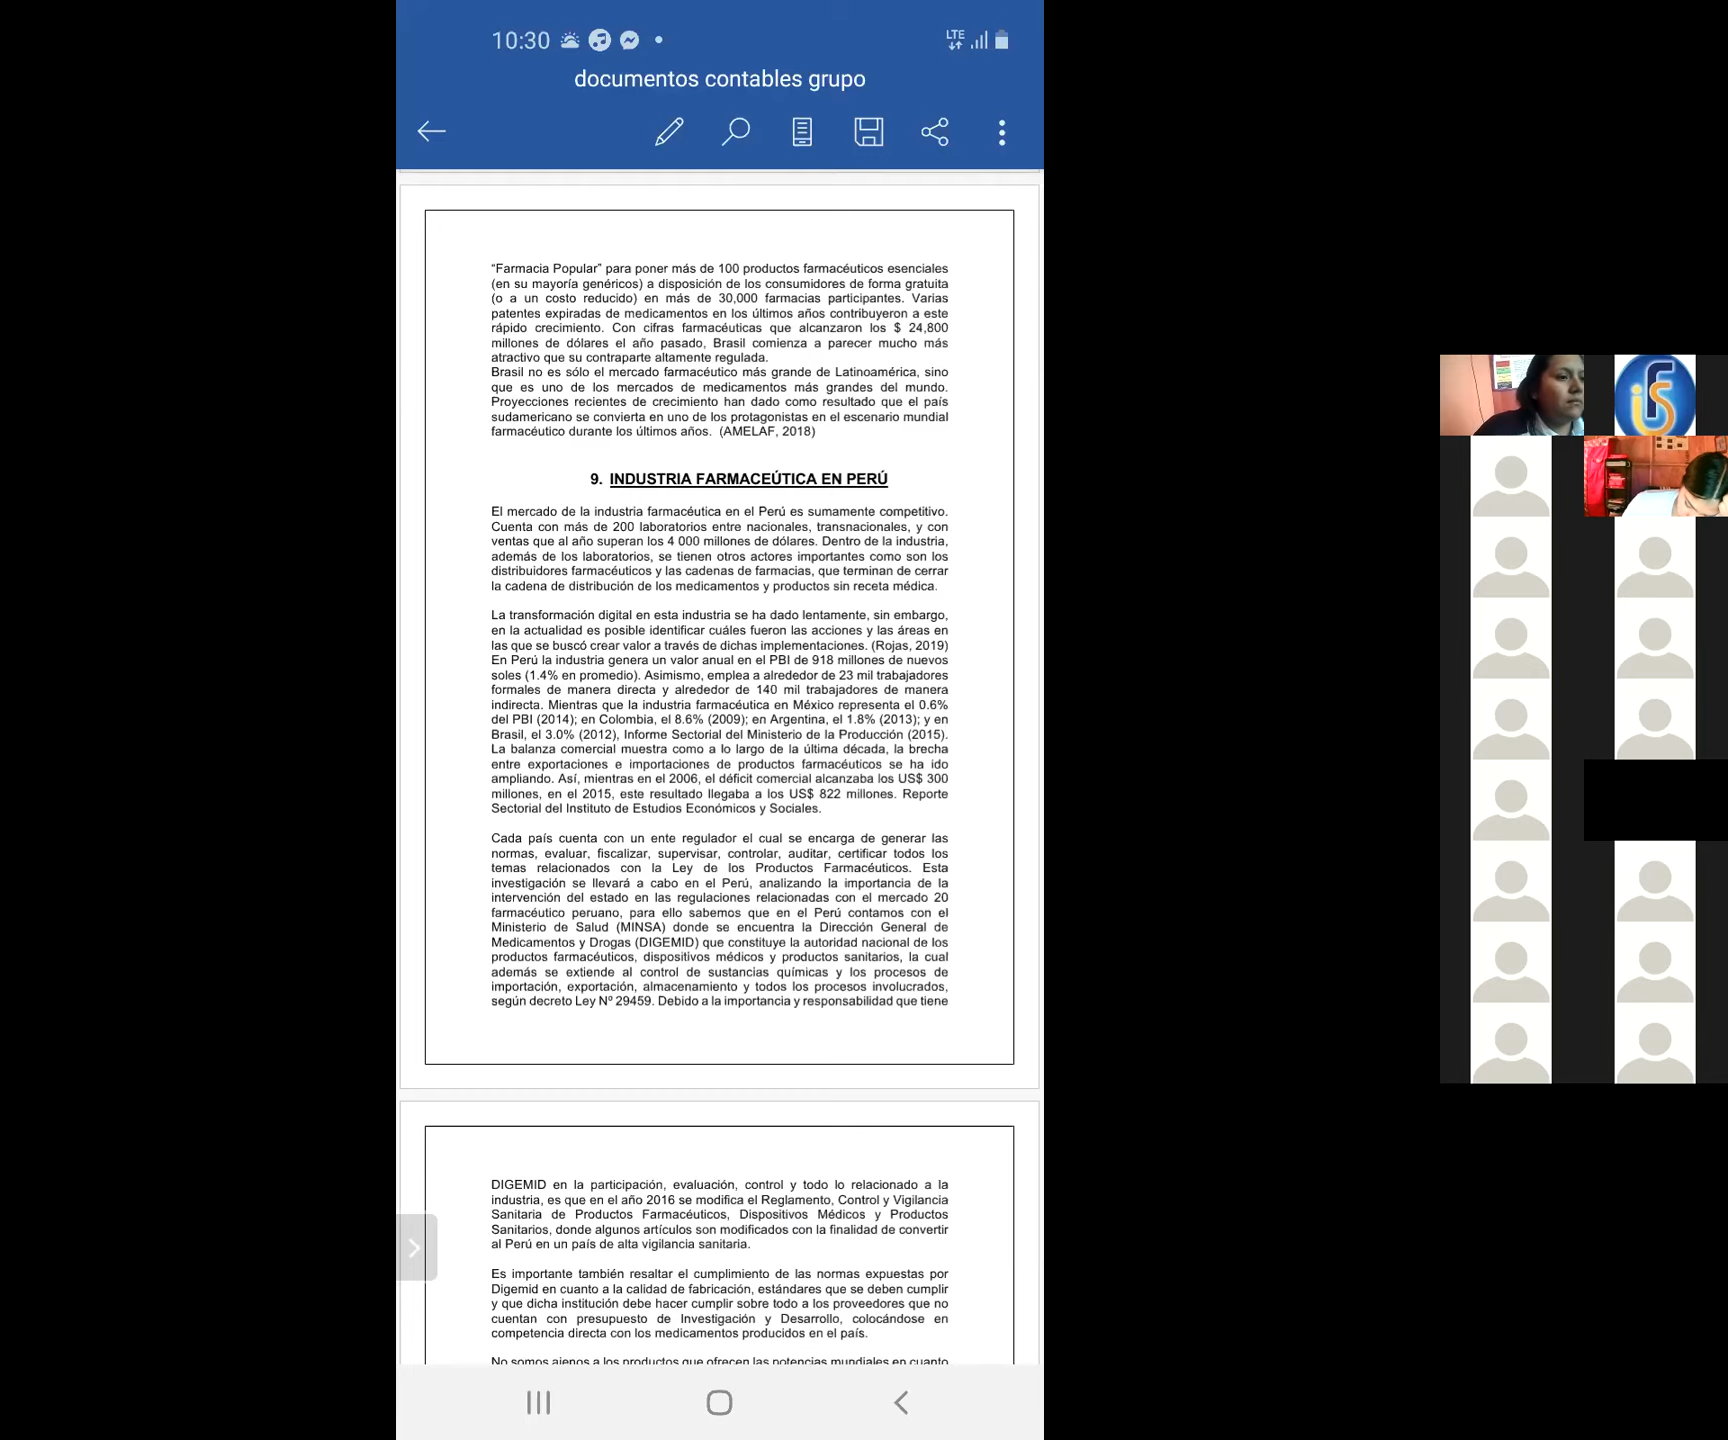 10:30
LTE
documentos contables grupo
“Farmacia Popular” para poner más de 100 productos farmacéuticos esenciales
(en su mayoría genéricos) a disposición de los consumidores de forma gratuita
(o a un costo reducido) en más de 30,000 farmacias participantes. Varias
patentes expiradas de medicamentos en los últimos años contribuyeron a este
rápido crecimiento. Con cifras farmacéuticas que alcanzaron los $ 24,800
millones de dólares el año pasado, Brasil comienza a parecer mucho más
atractivo que su contraparte altamente regulada.
Brasil no es sólo el mercado farmacéutico más grande de Latinoamérica, sino
que es uno de los mercados de medicamentos más grandes del mundo.
Proyecciones recientes de crecimiento han dado como resultado que el país
sudamericano se convierta en uno de los protagonistas en el escenario mundial
farmacéutico durante los últimos años. (AMELAF, 2018)
9. INDUSTRIA FARMACEÚTICA EN PERÚ
El mercado de la industria farmacéutica en el Perú es sumamente competitivo.
Cuenta con más de 200 laboratorios entre nacionales, transnacionales, y con
ventas que al año superan los 4 000 millones de dólares. Dentro de la industria,
además de los laboratorios, se tienen otros actores importantes como son los
distribuidores farmacéuticos y las cadenas de farmacias, que terminan de cerrar
la cadena de distribución de los medicamentos y productos sin receta médica.
La transformación digital en esta industria se ha dado lentamente, sin embargo,
en la actualidad es posible identificar cuáles fueron las acciones y las áreas en
las que se buscó crear valor a través de dichas implementaciones. (Rojas, 2019)
En Perú la industria genera un valor anual en el PBI de 918 millones de nuevos
soles (1.4% en promedio). Asimismo, emplea a alrededor de 23 mil trabajadores
formales de manera directa y alrededor de 140 mil trabajadores de manera
indirecta. Mientras que la industria farmacéutica en México representa el 0.6%
del PBI (2014); en Colombia, el 8.6% (2009); en Argentina, el 1.8% (2013); y en
Brasil, el 3.0% (2012), Informe Sectorial del Ministerio de la Producción (2015).
La balanza comercial muestra como a lo largo de la última década, la brecha
entre exportaciones e importaciones de productos farmacéuticos se ha ido
ampliando. Así, mientras en el 2006, el déficit comercial alcanzaba los US$ 300
millones, en el 2015, este resultado llegaba a los US$ 822 millones. Reporte
Sectorial del Instituto de Estudios Económicos y Sociales.
Cada país cuenta con un ente regulador el cual se encarga de generar las
normas, evaluar, fiscalizar, supervisar, controlar, auditar, certificar todos los
temas relacionados con la Ley de los Productos Farmacéuticos. Esta
investigación se llevará a cabo en el Perú, analizando la importancia de la
intervención del estado en las regulaciones relacionadas con el mercado 20
farmacéutico peruano, para ello sabemos que en el Perú contamos con el
Ministerio de Salud (MINSA) donde se encuentra la Dirección General de
Medicamentos y Drogas (DIGEMID) que constituye la autoridad nacional de los
productos farmacéuticos, dispositivos médicos y productos sanitarios, la cual
además se extiende al control de sustancias químicas y los procesos de
importación, exportación, almacenamiento y todos los procesos involucrados,
según decreto Ley Nº 29459. Debido a la importancia y responsabilidad que tiene
DIGEMID en la participación, evaluación, control y todo lo relacionado a la
industria, es que en el año 2016 se modifica el Reglamento, Control y Vigilancia
Sanitaria de Productos Farmacéuticos, Dispositivos Médicos y Productos
Sanitarios, donde algunos artículos son modificados con la finalidad de convertir
al Perú en un país de alta vigilancia sanitaria.
Es importante también resaltar el cumplimiento de las normas expuestas por
Digemid en cuanto a la calidad de fabricación, estándares que se deben cumplir
y que dicha institución debe hacer cumplir sobre todo a los proveedores que no
cuentan con presupuesto de Investigación y Desarrollo, colocándose en
competencia directa con los medicamentos producidos en el país.
No somos ajenos a los productos que ofrecen las potencias mundiales en cuanto